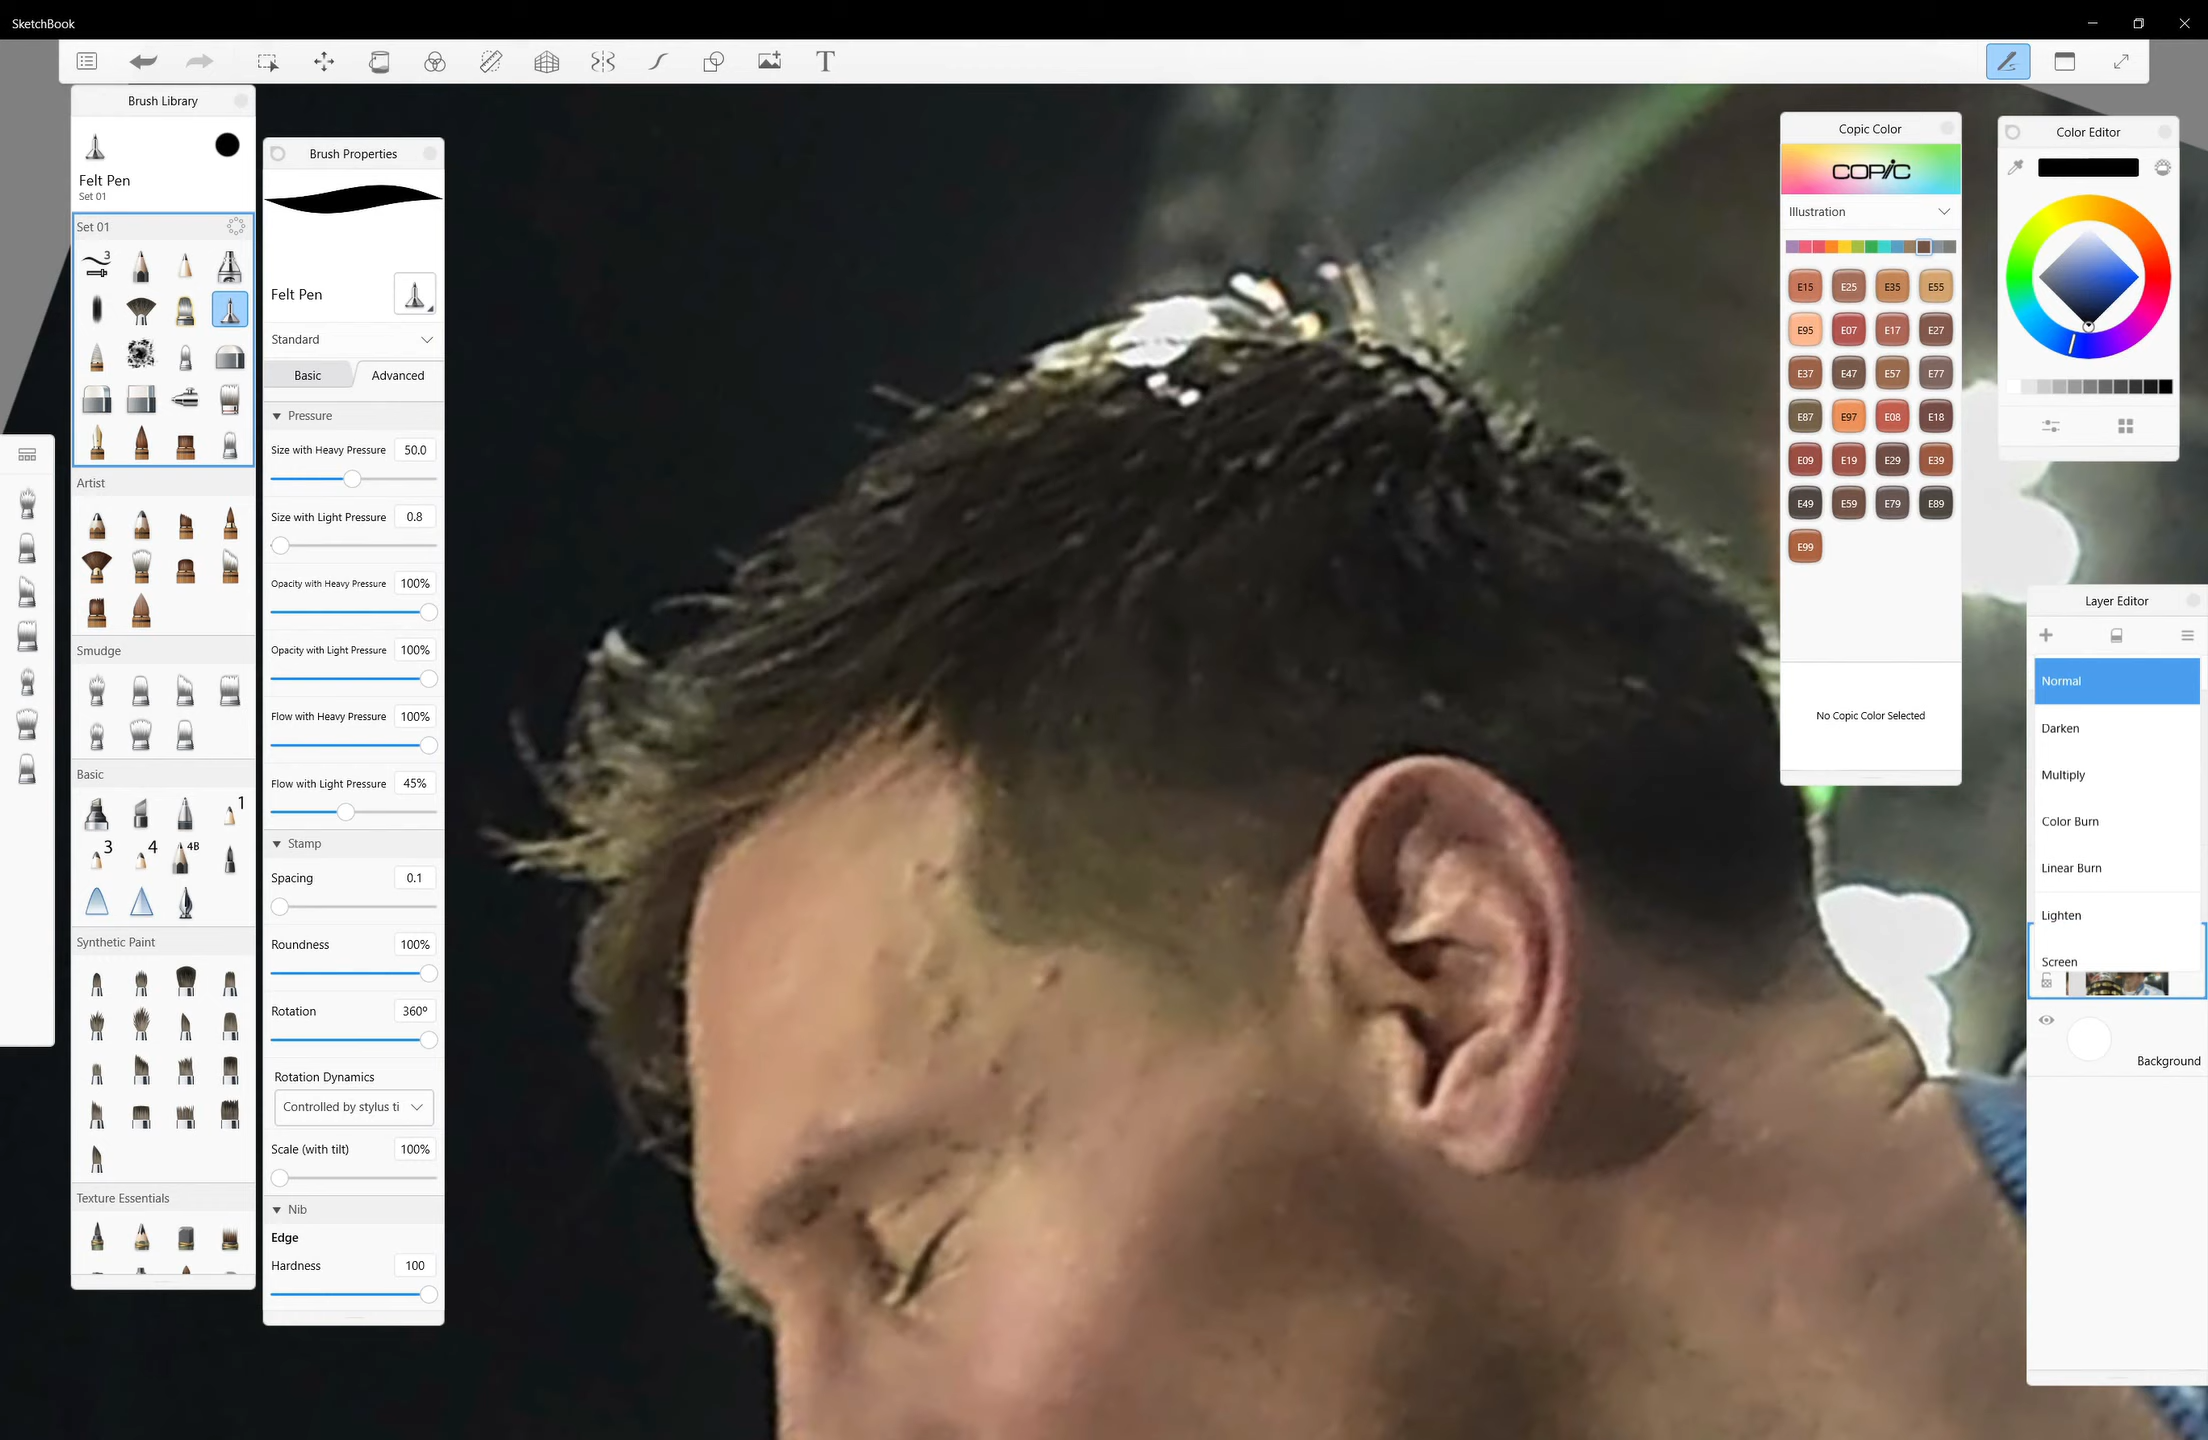 SketchBook
T
Brush Library
Felt Pen
Set 01
Set 01
3
Artist
Smudge
Basic
1
3
4
4B
Synthetic Paint
Texture Essentials
Brush Properties
Felt Pen
Standard
Basic
Advanced
Pressure
Size with Heavy Pressure 50.0
Size with Light Pressure 0.8
Opacity with Heavy Pressure 100%
Opacity with Light Pressure 100%
Flow with Heavy Pressure 100%
Flow with Light Pressure 45%
Stamp
Spacing 0.1
Roundness 100%
Rotation 360º
Rotation Dynamics
Controlled by stylus ti
Scale (with tilt) 100%
Nib
Edge
Hardness 100
Copic Color
COPIC
Illustration
E15 E25 E35 E55
E95 E07 E17 E27
E37 E47 E57 E77
E87 E97 E08 E18
E09 E19 E29 E39
E49 E59 E79 E89
E99
No Copic Color Selected
Color Editor
Layer Editor
Normal
Darken
Multiply
Color Burn
Linear Burn
Lighten
Screen
Background